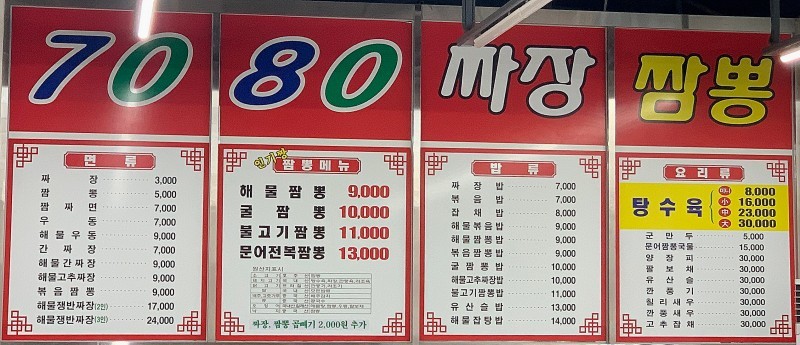 70
80
짜장
짬뽕
면 류
짜 장 3,000
짬 뽕 5,000
짬 짜 면 7,000
우 동 7,000
해물우동 9,000
간 짜 장 7,000
해물간짜장 9,000
해물고추짜장 9,000
볶음짬뽕 9,000
해물쟁반짜장(2인) 17,000
해물쟁반짜장(3인) 24,000
인기짱
짬뽕메뉴
해물짬뽕 9,000
굴 짬 뽕 10,000
불고기짬뽕 11,000
문어전복짬뽕 13,000
원산지표시
짜장, 짬뽕 곱빼기 2,000원 추가
밥 류
짜 장 밥 7,000
볶 음 밥 7,000
잡 채 밥 8,000
해물볶음밥 9,000
해물짬뽕밥 9,000
볶음짬뽕밥 9,000
굴짬뽕밥 10,000
해물고추짜장밥 10,000
불고기짬뽕밥 11,000
유산슬밥 13,000
해물잡탕밥 14,000
요리류
탕수육
미니 8,000
小 16,000
中 23,000
大 30,000
군 만 두 5,000
문어짬뽕국물 15,000
양 장 피 30,000
팔 보 채 30,000
유 산 슬 30,000
깐 풍 기 30,000
칠리새우 30,000
깐풍새우 30,000
고추잡채 30,000